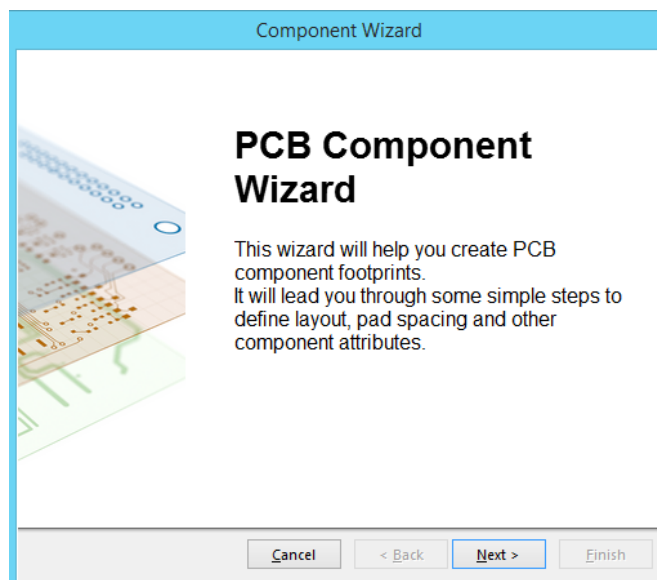 Component Wizard
PCB Component
Wizard
This wizard will help you create PCB
component footprints.
It will lead you through some simple steps to
define layout, pad spacing and other
component attributes.
Cancel
< Back
Next >
Finish